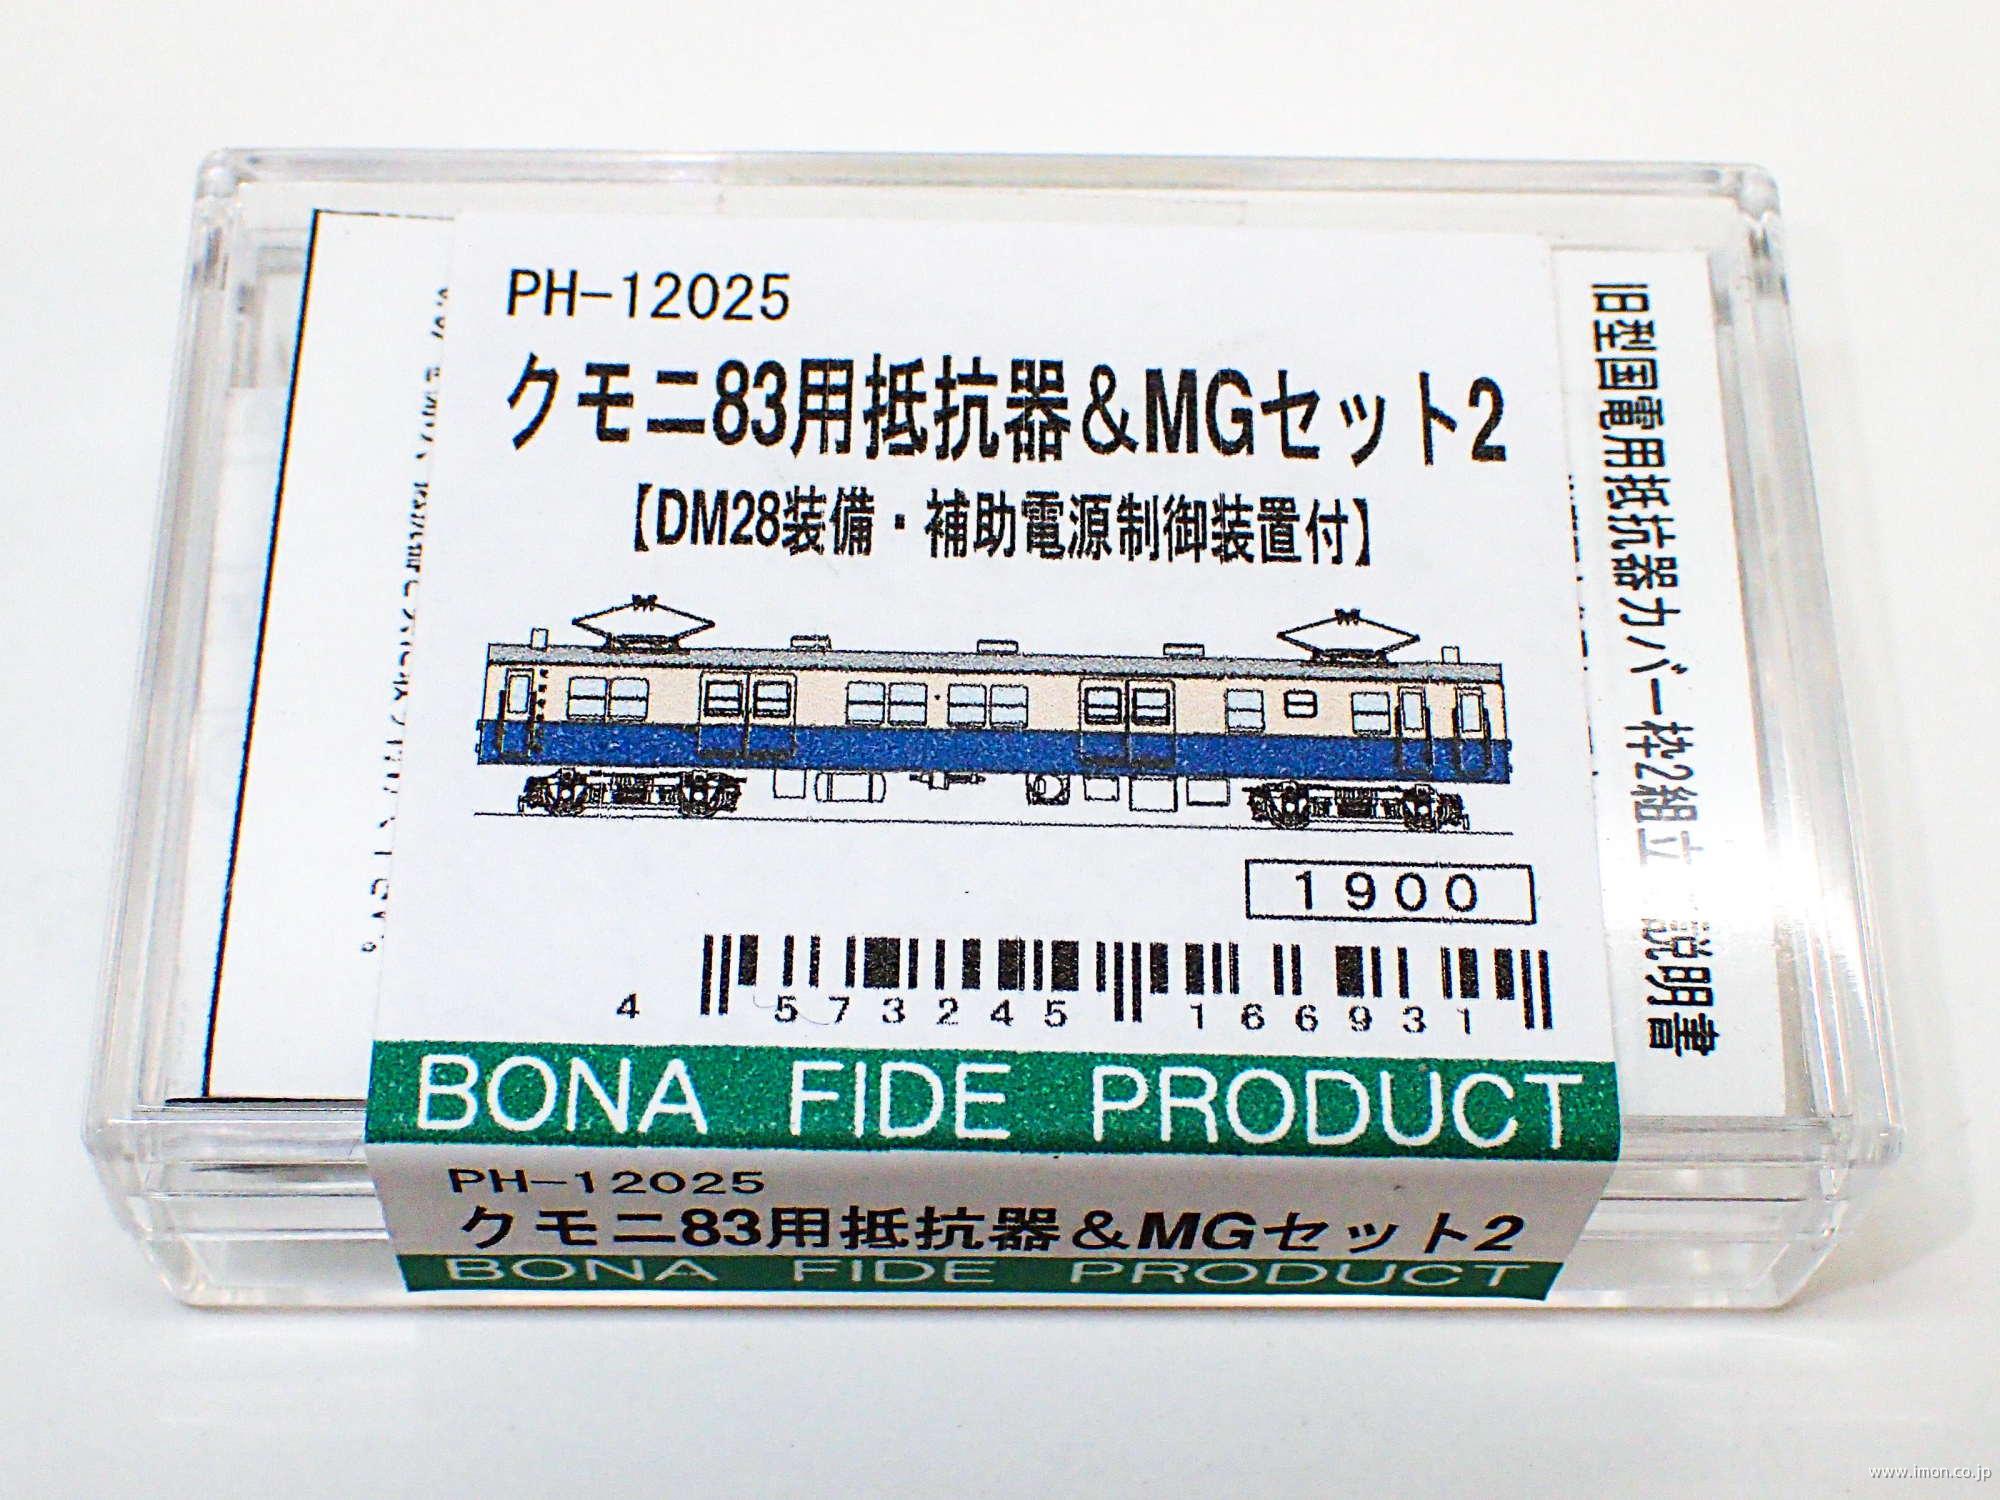 PH-12025
クモニ83用抵抗器&MGセット2
【DM28装備・補助電源制御装置付】
1900
4 573245 166931
BONA FIDE PRODUCT
PH-12025
クモニ83用抵抗器&MGセット2
BONA FIDE PRODUCT
旧型国電用抵抗器カバー枠2組立 説明書
www.imon.co.jp